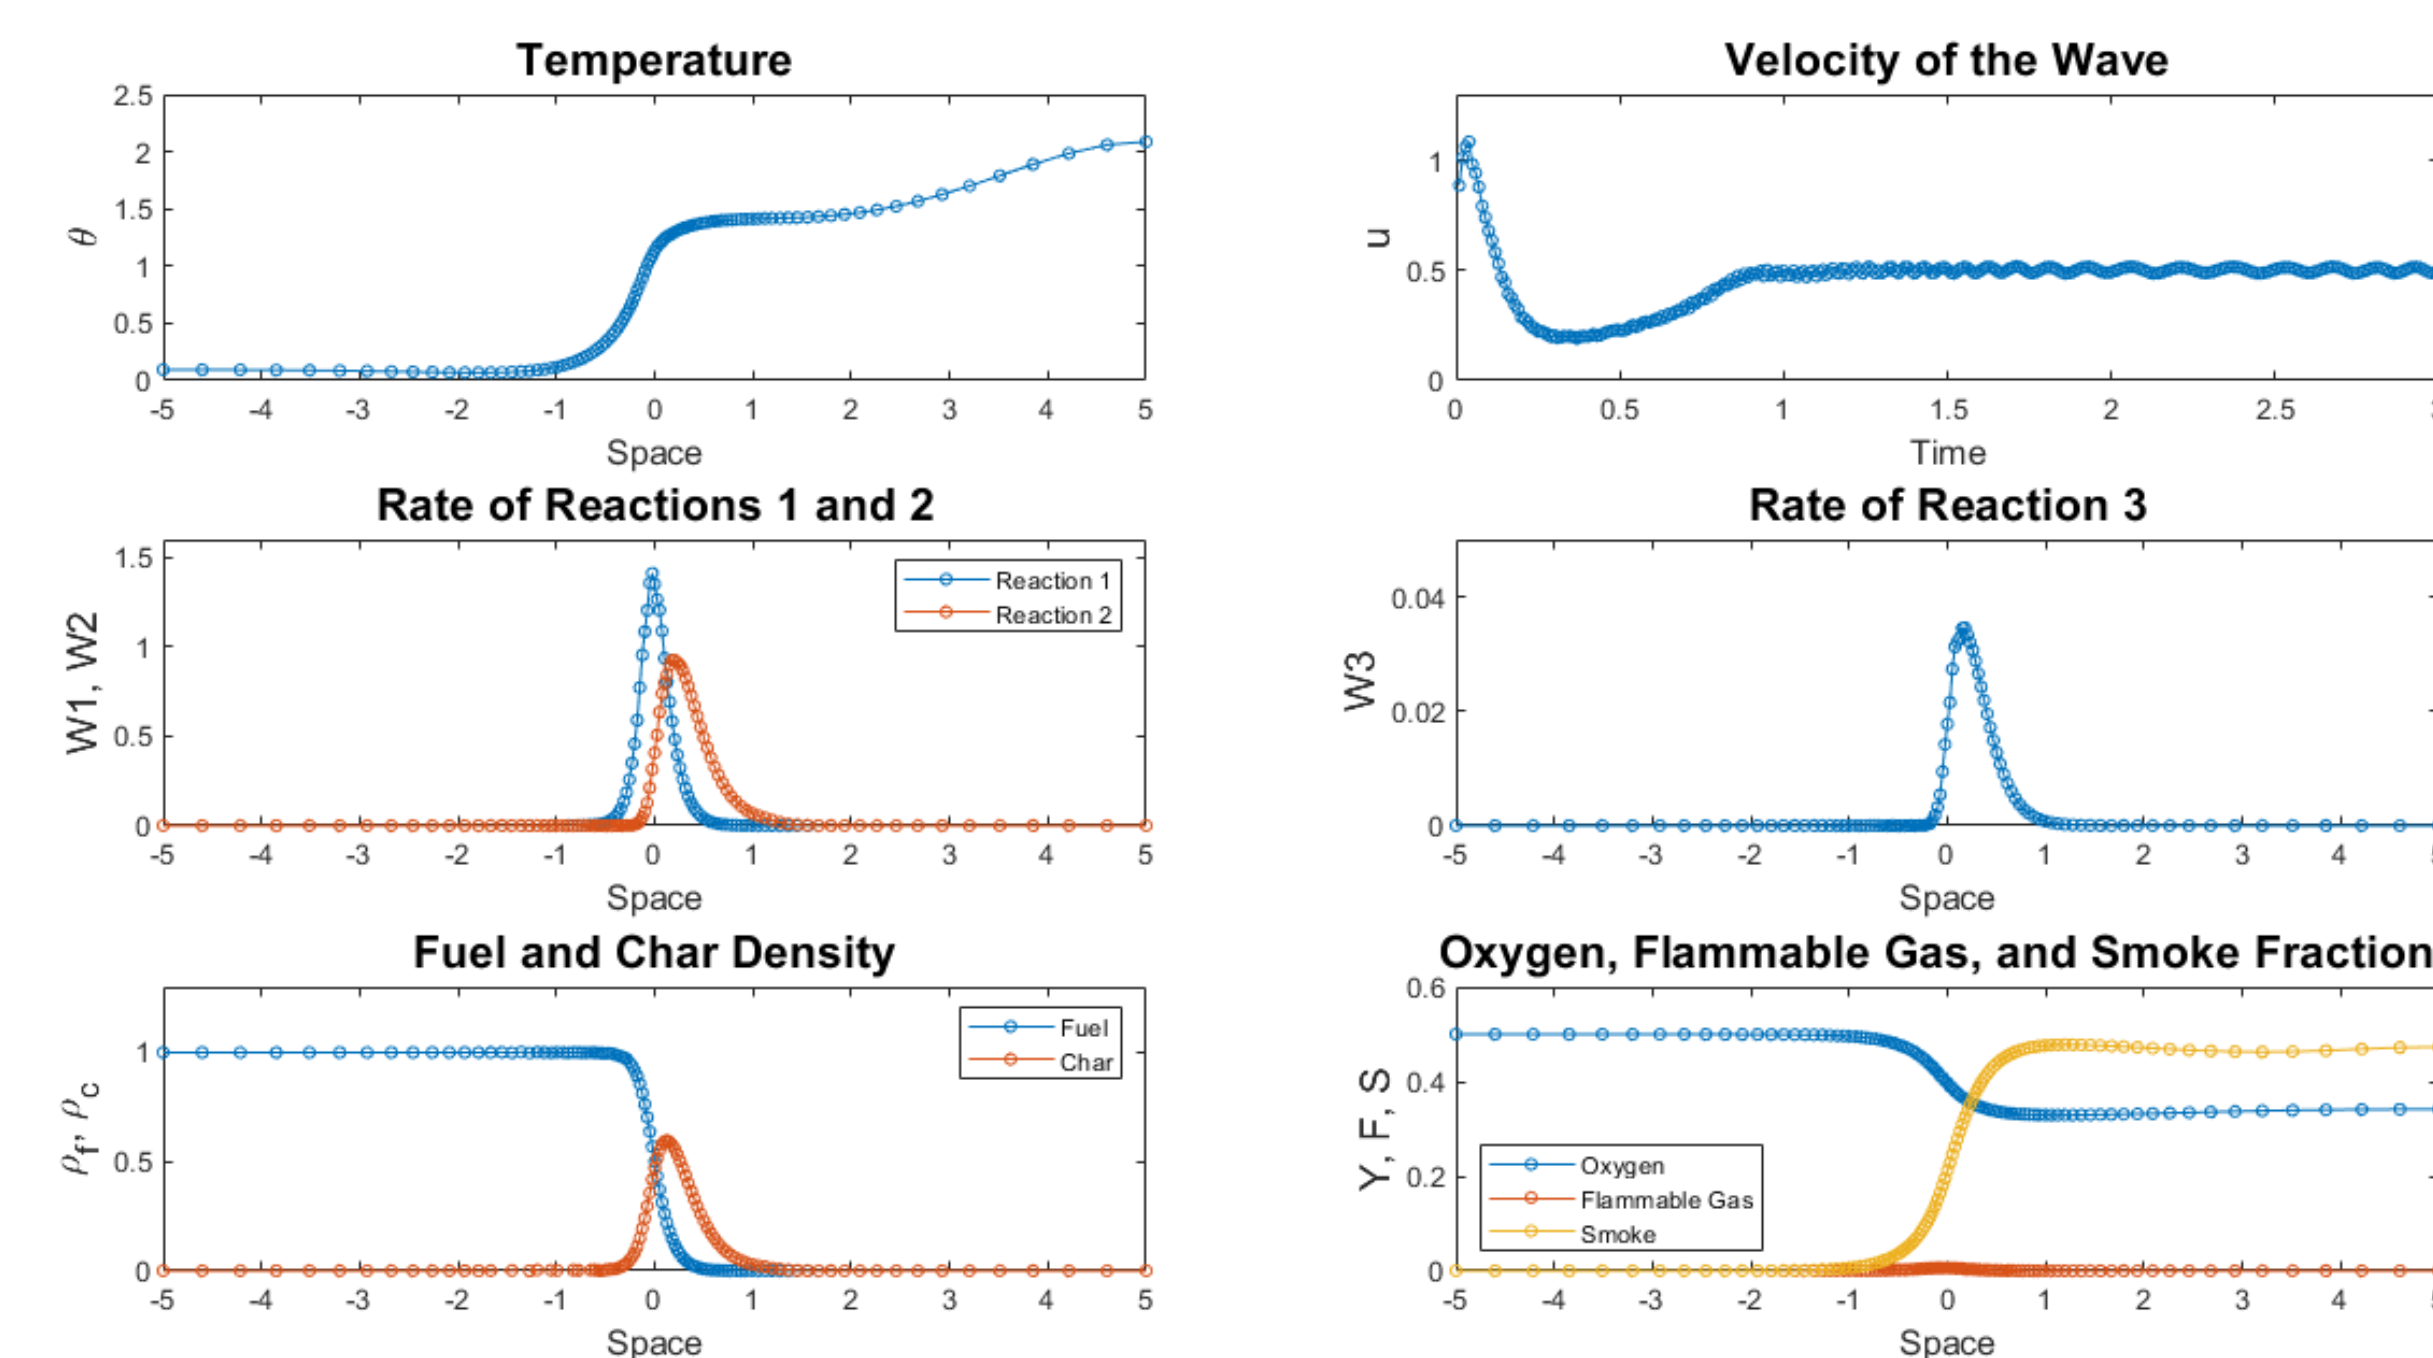 Temperature
2.5
2
1.5
1
0.5
0
θ
-5 -4 -3 -2 -1 0 1 2 3 4 5
Space
Velocity of the Wave
1
0.5
0
u
0 0.5 1 1.5 2 2.5
Time
Rate of Reactions 1 and 2
1.5
1
0.5
0
W1, W2
Reaction 1
Reaction 2
-5 -4 -3 -2 -1 0 1 2 3 4 5
Space
Rate of Reaction 3
0.04
0.02
0
W3
-5 -4 -3 -2 -1 0 1 2 3 4
Space
Fuel and Char Density
1
0.5
0
ρf, ρc
Fuel
Char
-5 -4 -3 -2 -1 0 1 2 3 4 5
Space
Oxygen, Flammable Gas, and Smoke Fraction
0.6
0.4
0.2
0
Y, F, S
Oxygen
Flammable Gas
Smoke
-5 -4 -3 -2 -1 0 1 2 3 4
Space